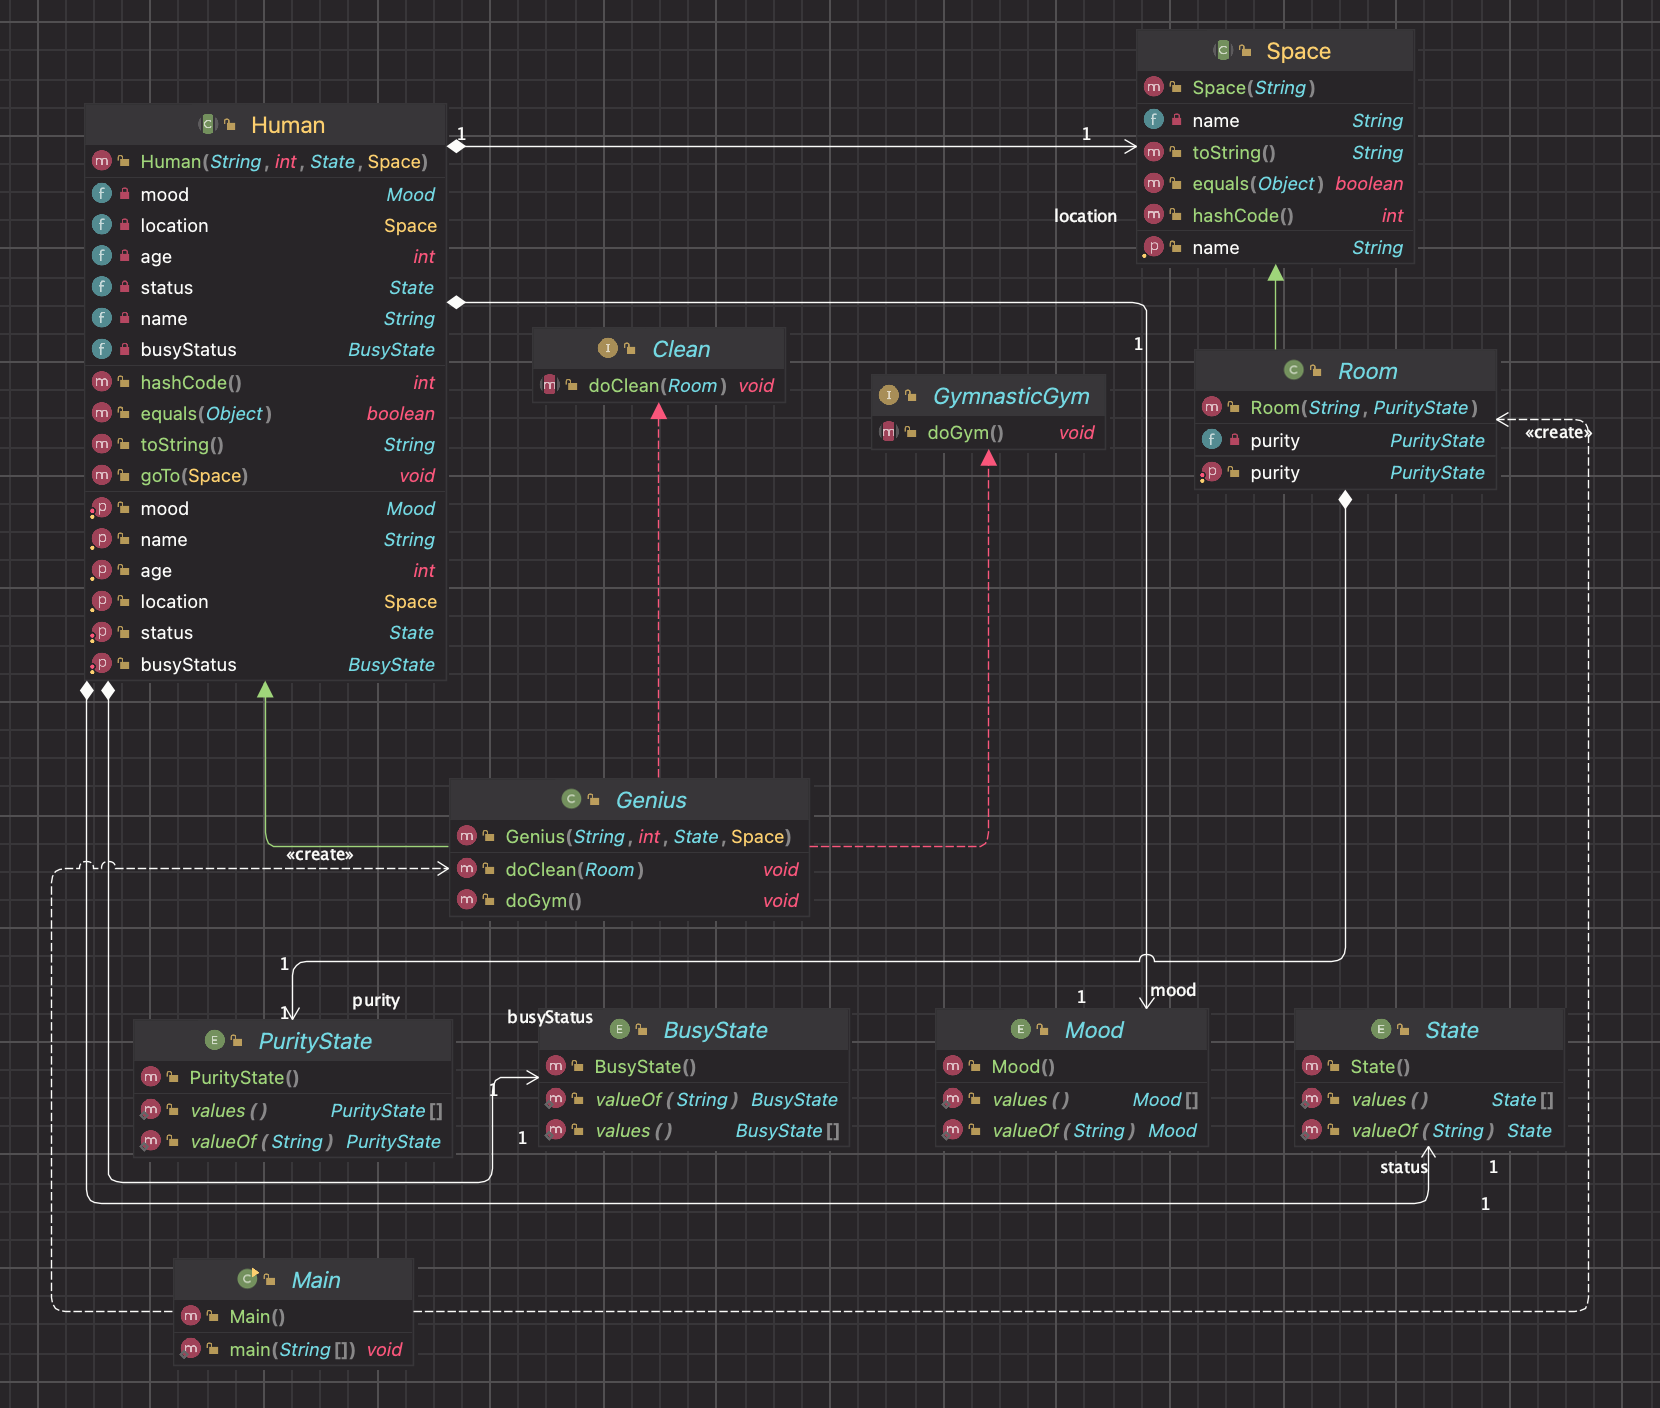 Space
Space(String)
name String
toString() String
equals(Object) boolean
hashCode() int
name String
Human
Human(String, int, State, Space)
mood Mood
location Space
age int
status State
name String
busyStatus BusyState
hashCode() int
equals(Object) boolean
toString() String
goTo(Space) void
mood Mood
name String
age int
location Space
status State
busyStatus BusyState
1
1
location
1
Clean
doClean(Room) void
GymnasticGym
doGym() void
Room
Room(String, PurityState)
purity PurityState
purity PurityState
«create»
Genius
Genius(String, int, State, Space)
doClean(Room) void
doGym() void
«create»
1
purity
1
PurityState
PurityState()
values() PurityState[]
valueOf(String) PurityState
busyStatus
BusyState
BusyState()
valueOf(String) BusyState
values() BusyState[]
1
1
1
mood
Mood
Mood()
values() Mood[]
valueOf(String) Mood
State
State()
values() State[]
valueOf(String) State
status
1
1
Main
Main()
main(String[]) void